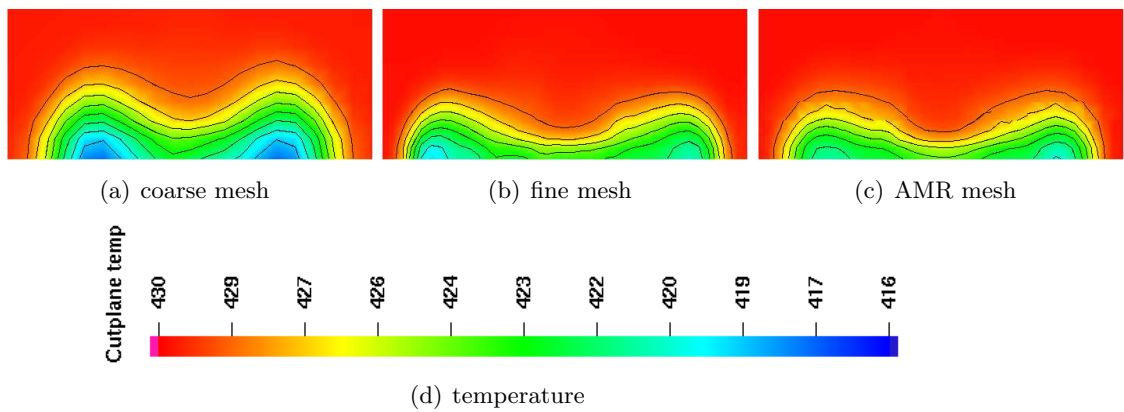 (a) coarse mesh
(b) fine mesh
(c) AMR mesh
Cutplane temp
430 429 427 426 424 423 422 420 419 417 416
(d) temperature